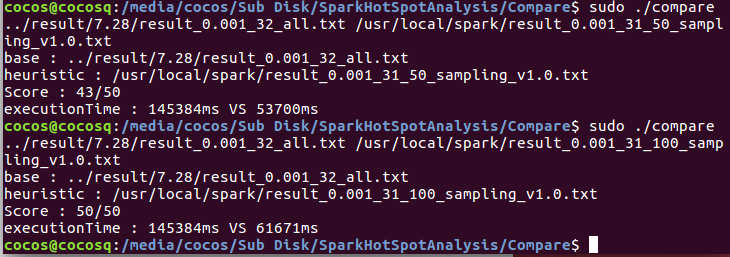 cocos@cocosq:/media/cocos/Sub Disk/SparkHotSpotAnalysis/Compare$ sudo ./compare
../result/7.28/result_0.001_32_all.txt /usr/local/spark/result_0.001_31_50_sampl
ing_v1.0.txt
base : ../result/7.28/result_0.001_32_all.txt
heuristic : /usr/local/spark/result_0.001_31_50_sampling_v1.0.txt
Score : 43/50
executionTime : 145384ms VS 53700ms
cocos@cocosq:/media/cocos/Sub Disk/SparkHotSpotAnalysis/Compare$ sudo ./compare
../result/7.28/result_0.001_32_all.txt /usr/local/spark/result_0.001_31_100_samp
ling_v1.0.txt
base : ../result/7.28/result_0.001_32_all.txt
heuristic : /usr/local/spark/result_0.001_31_100_sampling_v1.0.txt
Score : 50/50
executionTime : 145384ms VS 61671ms
cocos@cocosq:/media/cocos/Sub Disk/SparkHotSpotAnalysis/Compare$